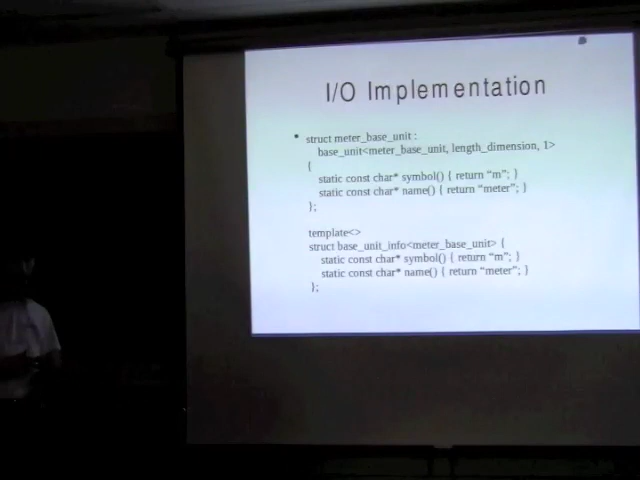 I/O Implementation
• struct meter_base_unit :
base_unit<meter_base_unit, length_dimension, 1>
{
static const char* symbol() { return “m”; }
static const char* name() { return “meter”; }
};
template<>
struct base_unit_info<meter_base_unit> {
static const char* symbol() { return “m”; }
static const char* name() { return “meter”; }
};